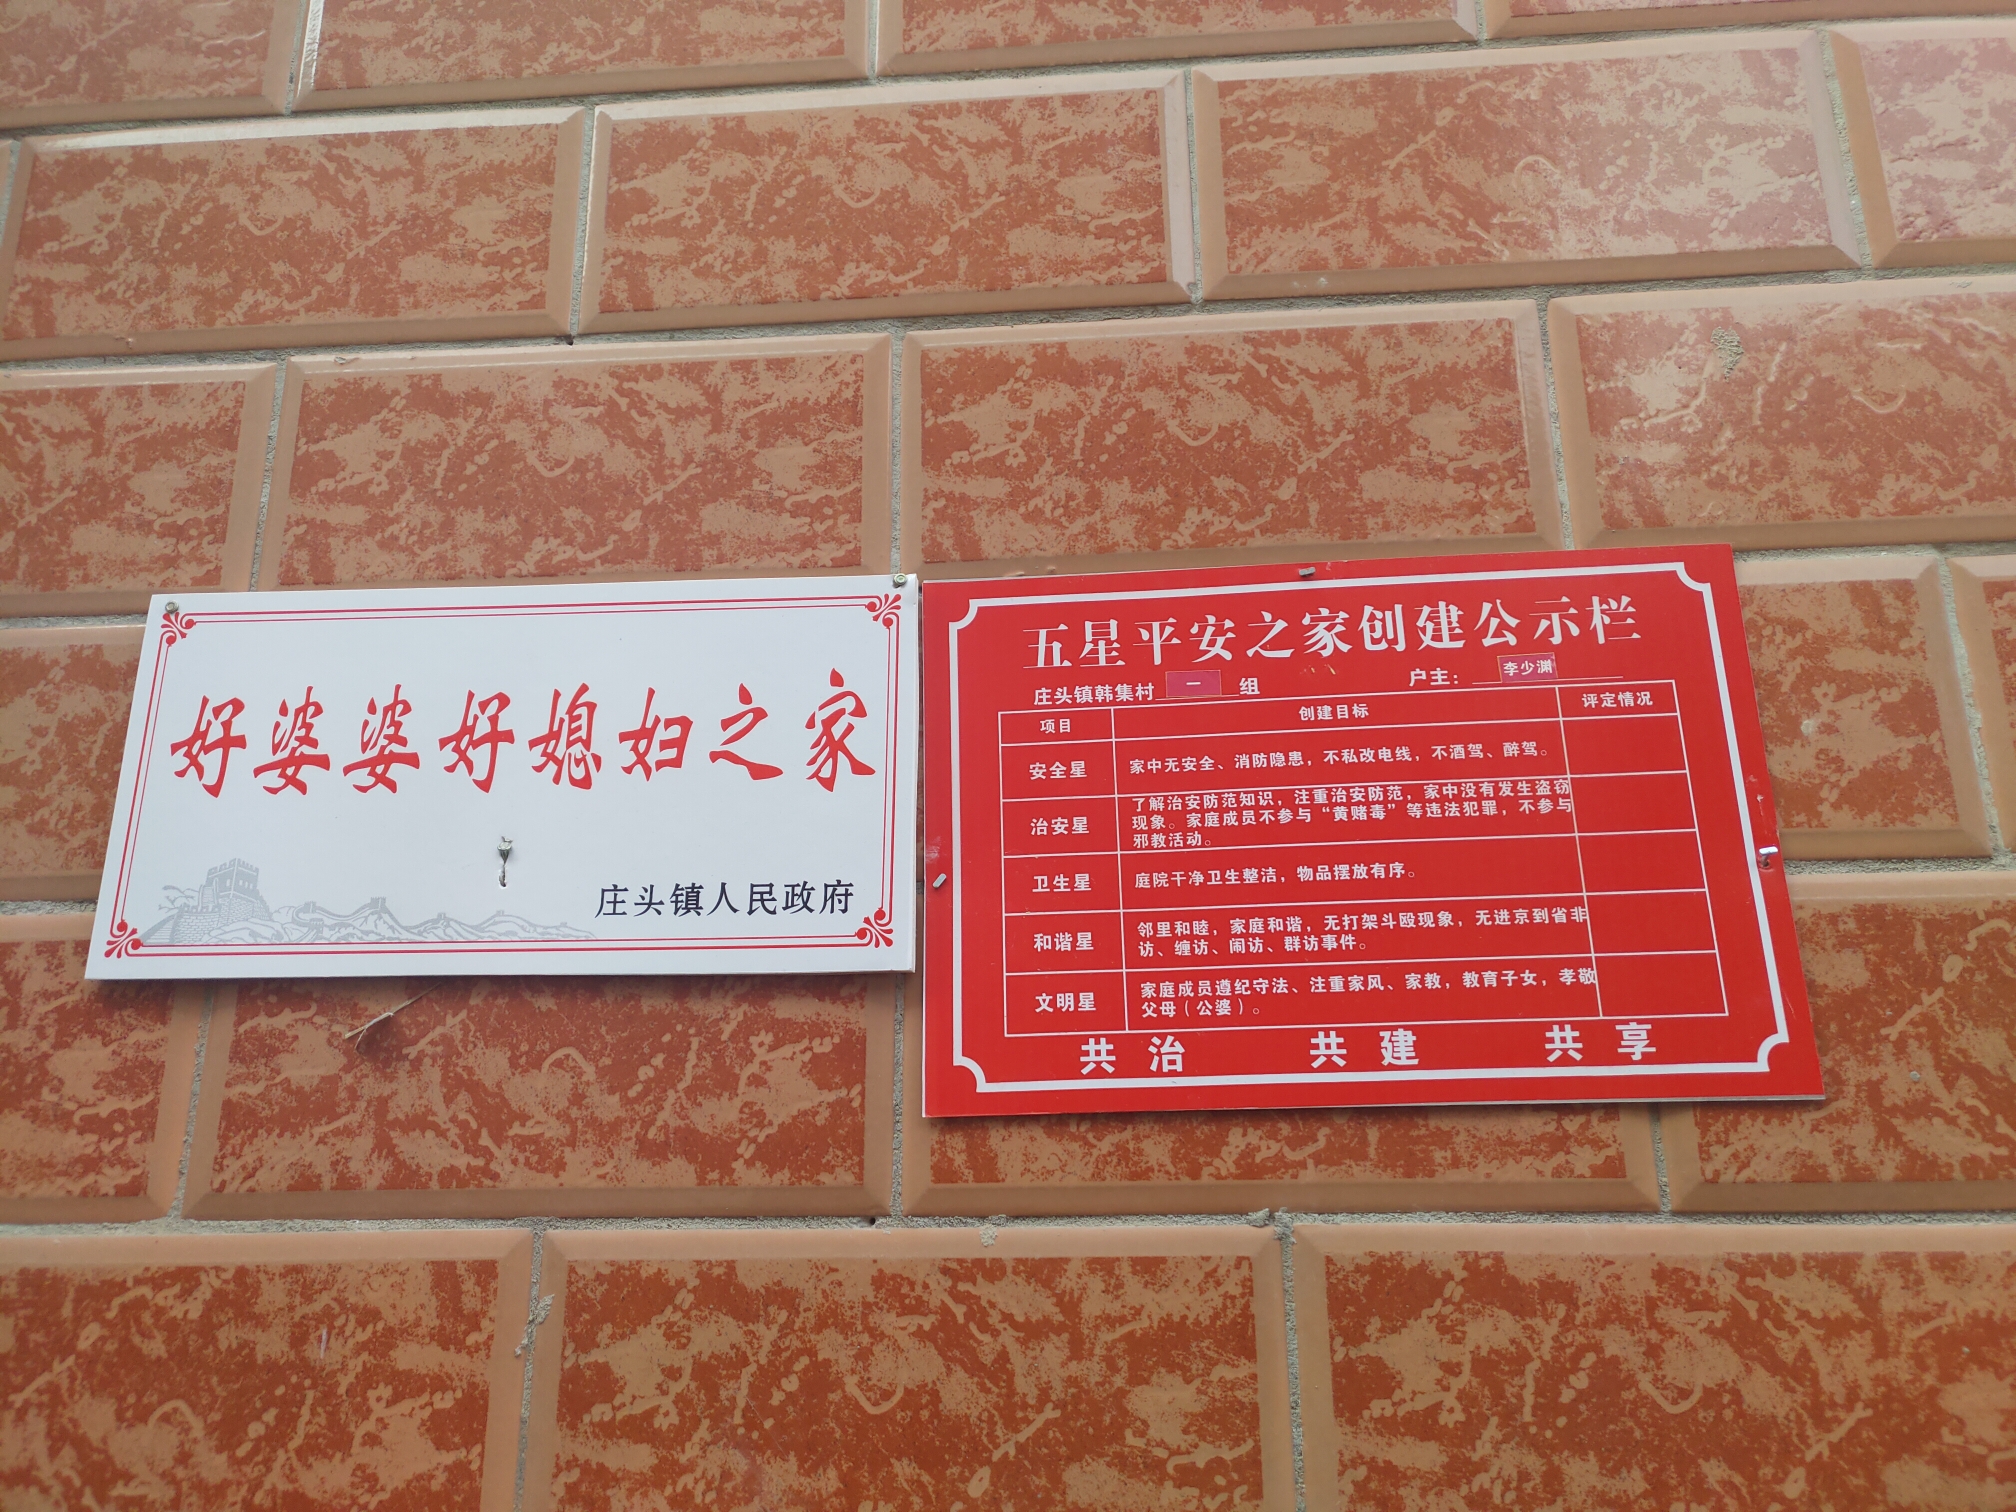 好婆婆好媳妇之家
庄头镇人民政府
五星平安之家创建公示栏
庄头镇韩集村 一 组 户主： 李少渊
项目 创建目标 评定情况
安全星 家中无安全、消防隐患，不私改电线，不酒驾、醉驾。
治安星 了解治安防范知识，注重治安防范，家中没有发生盗窃
现象。家庭成员不参与“黄赌毒”等违法犯罪，不参与
邪教活动。
卫生星 庭院干净卫生整洁，物品摆放有序。
和谐星 邻里和睦，家庭和谐，无打架斗殴现象，无进京到省非
访、缠访、闹访、群访事件。
文明星 家庭成员遵纪守法、注重家风、家教，教育子女，孝敬
父母（公婆）。
共治 共建 共享